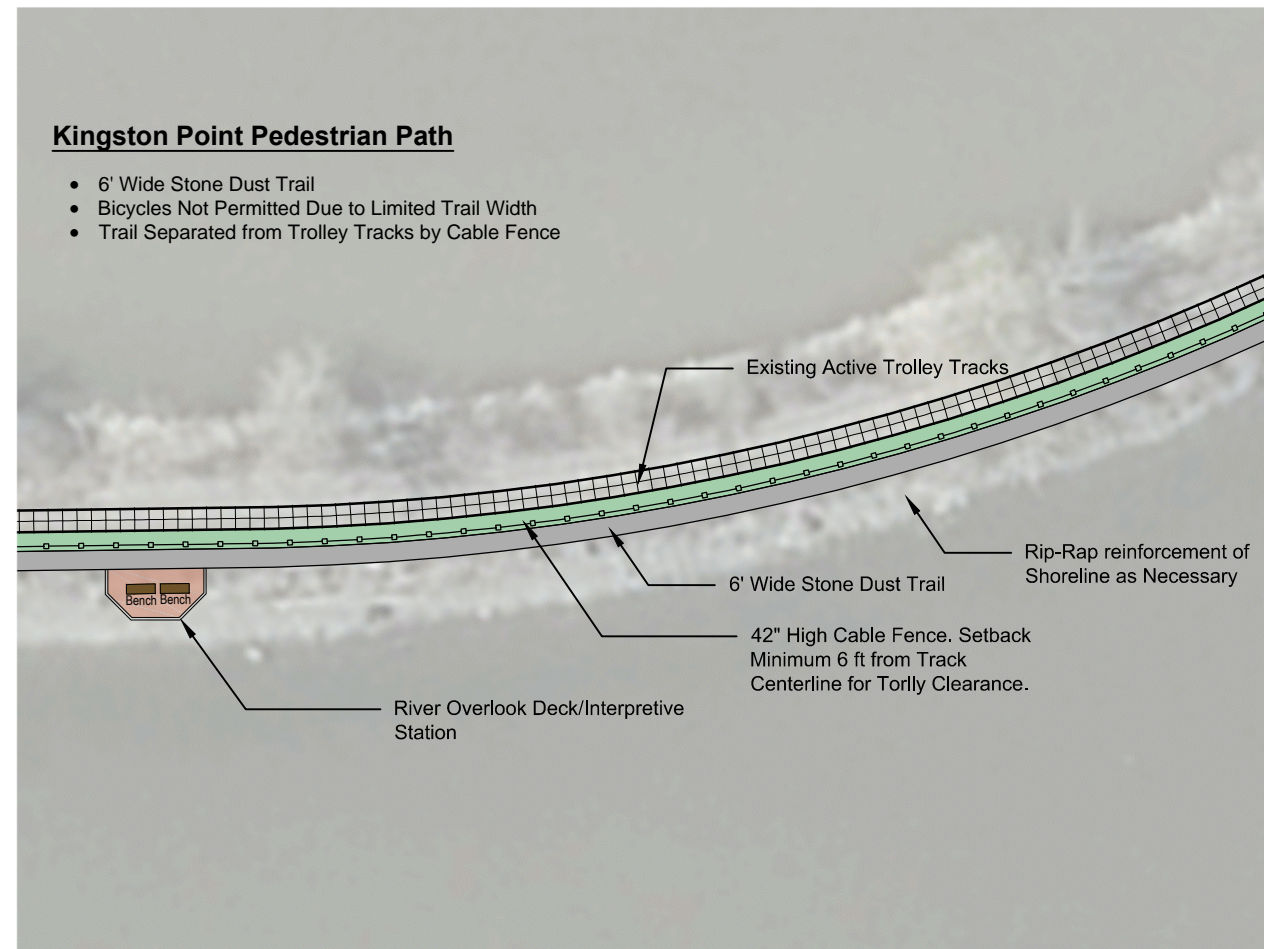 Kingston Point Pedestrian Path
• 6' Wide Stone Dust Trail
• Bicycles Not Permitted Due to Limited Trail Width
• Trail Separated from Trolley Tracks by Cable Fence
Existing Active Trolley Tracks
Rip-Rap reinforcement of
Shoreline as Necessary
6' Wide Stone Dust Trail
Bench Bench
42" High Cable Fence. Setback
Minimum 6 ft from Track
Centerline for Torlly Clearance.
River Overlook Deck/Interpretive
Station